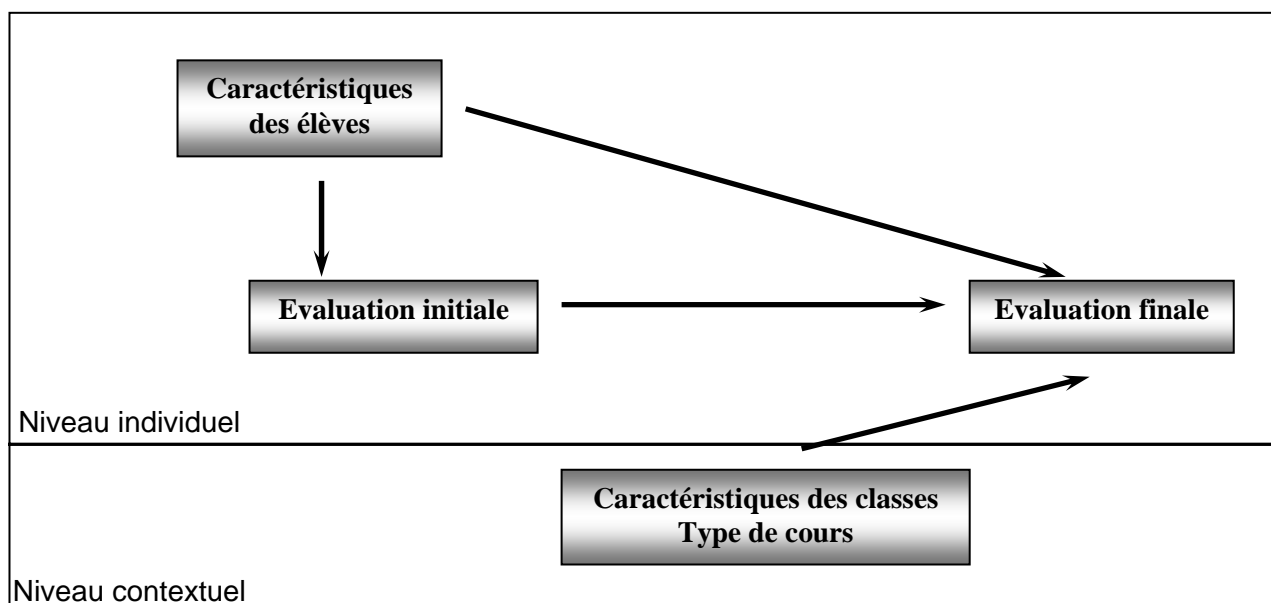 Caractéristiques
des élèves
Evaluation initiale
Evaluation finale
Niveau individuel
Caractéristiques des classes
Type de cours
Niveau contextuel